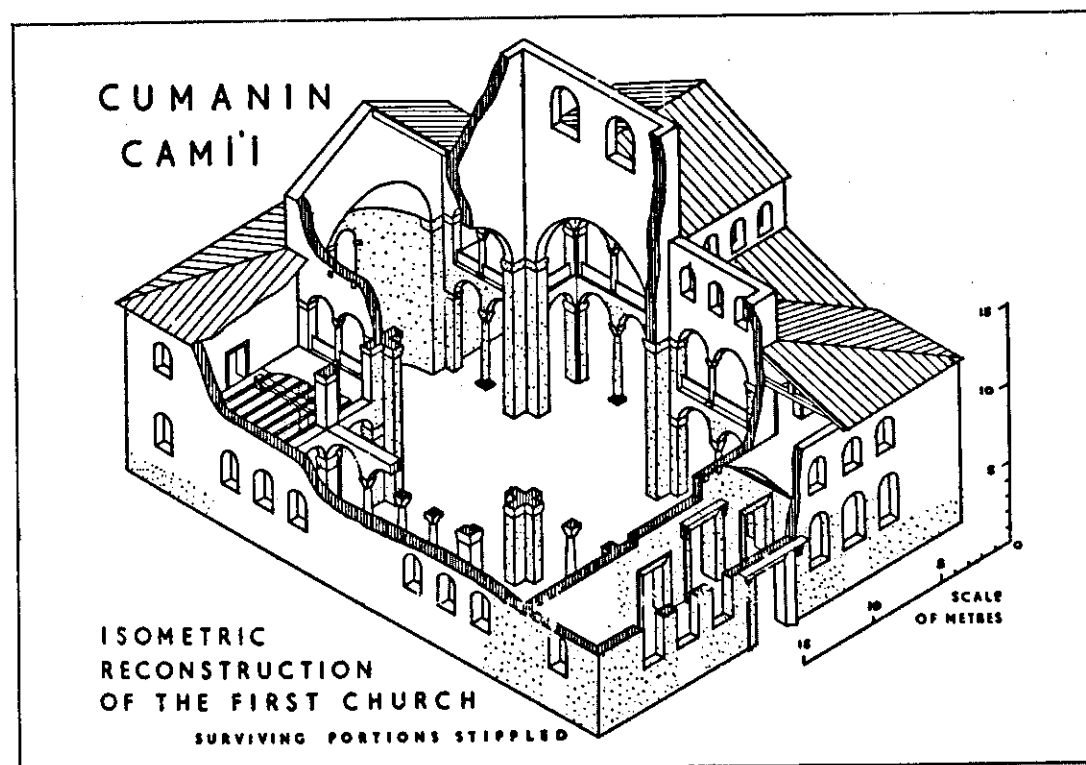 CUMANIN
CAMİ'İ
15
10
5
0
5
10
15
SCALE
OF METRES
ISOMETRIC
RECONSTRUCTION
OF THE FIRST CHURCH
SURVIVING PORTIONS STIPPLED